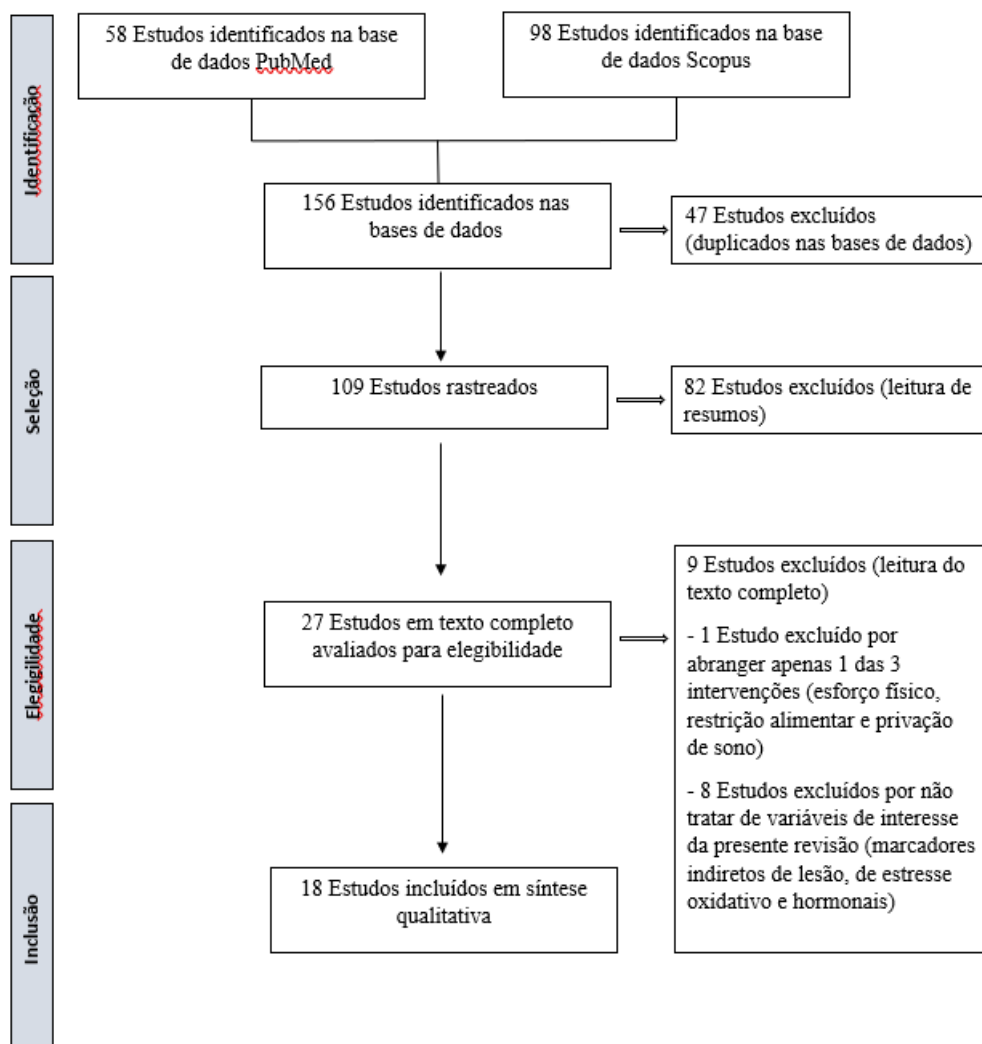 58 Estudos identificados na base
de dados PubMed
98 Estudos identificados na base
de dados Scopus
Identificação
156 Estudos identificados nas
bases de dados
47 Estudos excluídos
(duplicados nas bases de dados)
Seleção
109 Estudos rastreados
82 Estudos excluídos (leitura de
resumos)
Elegigilidade
27 Estudos em texto completo
avaliados para elegibilidade
9 Estudos excluídos (leitura do
texto completo)
- 1 Estudo excluído por
abranger apenas 1 das 3
intervenções (esforço físico,
restrição alimentar e privação
de sono)
- 8 Estudos excluídos por não
tratar de variáveis de interesse
da presente revisão (marcadores
indiretos de lesão, de estresse
oxidativo e hormonais)
Inclusão
18 Estudos incluídos em síntese
qualitativa